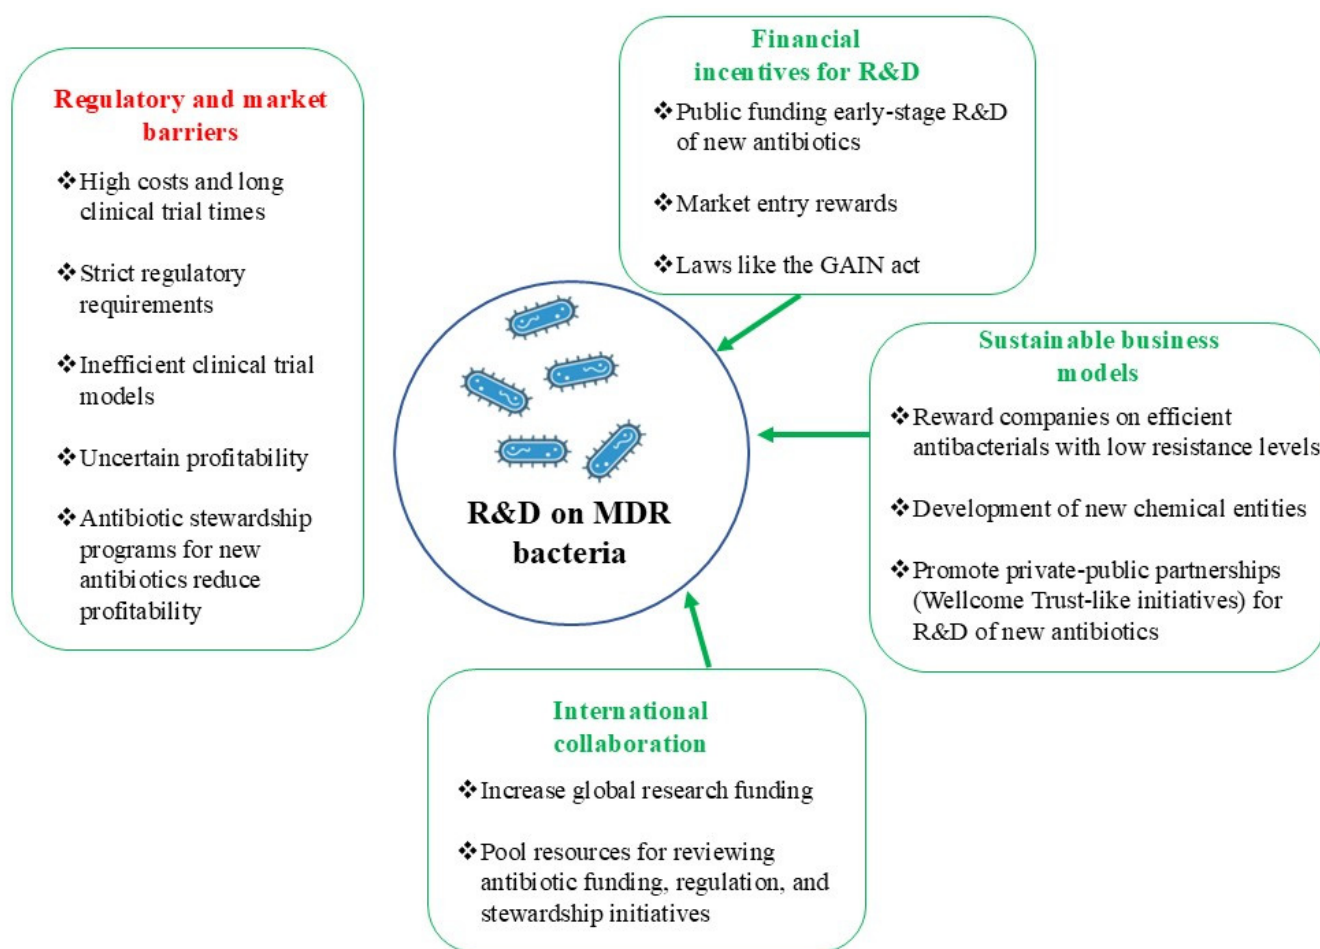 Regulatory and market
barriers
❖High costs and long
clinical trial times
❖Strict regulatory
requirements
❖Inefficient clinical trial
models
❖Uncertain profitability
❖Antibiotic stewardship
programs for new
antibiotics reduce
profitability
Financial
incentives for R&D
❖Public funding early-stage R&D
of new antibiotics
❖Market entry rewards
❖Laws like the GAIN act
R&D on MDR
bacteria
Sustainable business
models
❖Reward companies on efficient
antibacterials with low resistance levels
❖Development of new chemical entities
❖Promote private-public partnerships
(Wellcome Trust-like initiatives) for
R&D of new antibiotics
International
collaboration
❖Increase global research funding
❖Pool resources for reviewing
antibiotic funding, regulation, and
stewardship initiatives